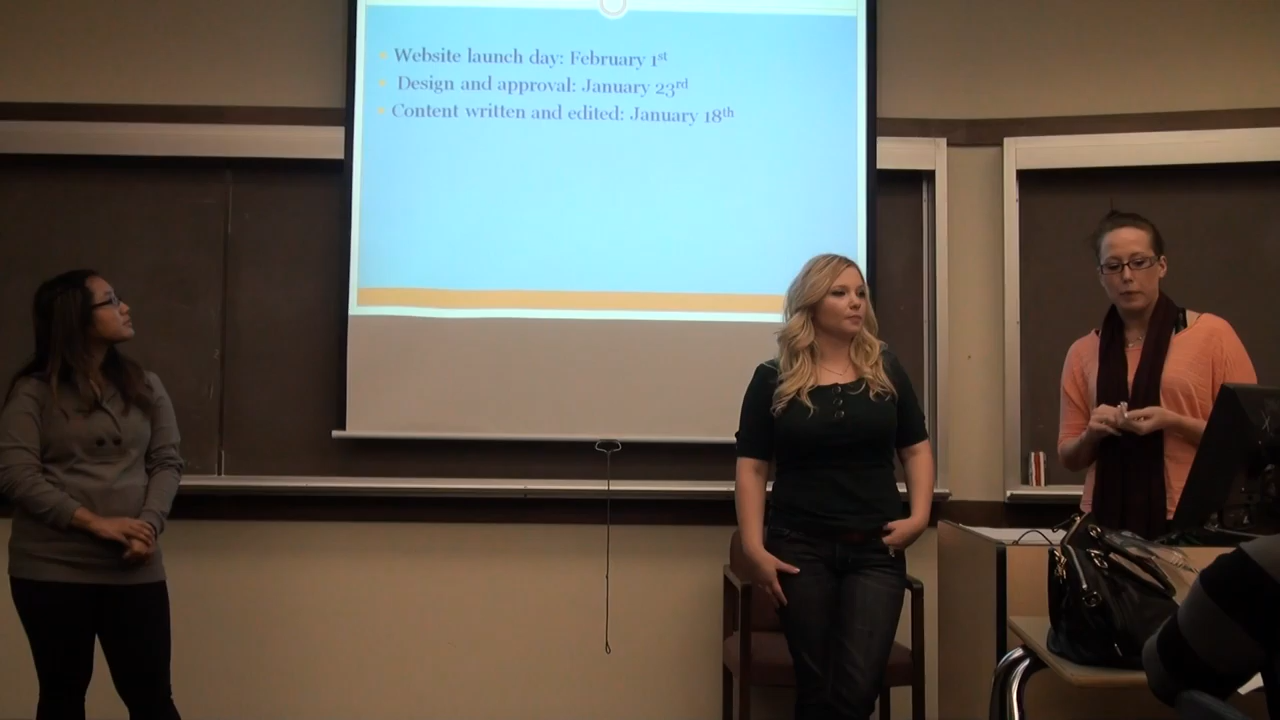 Website launch day: February 1st
Design and approval: January 23rd
Content written and edited: January 18th